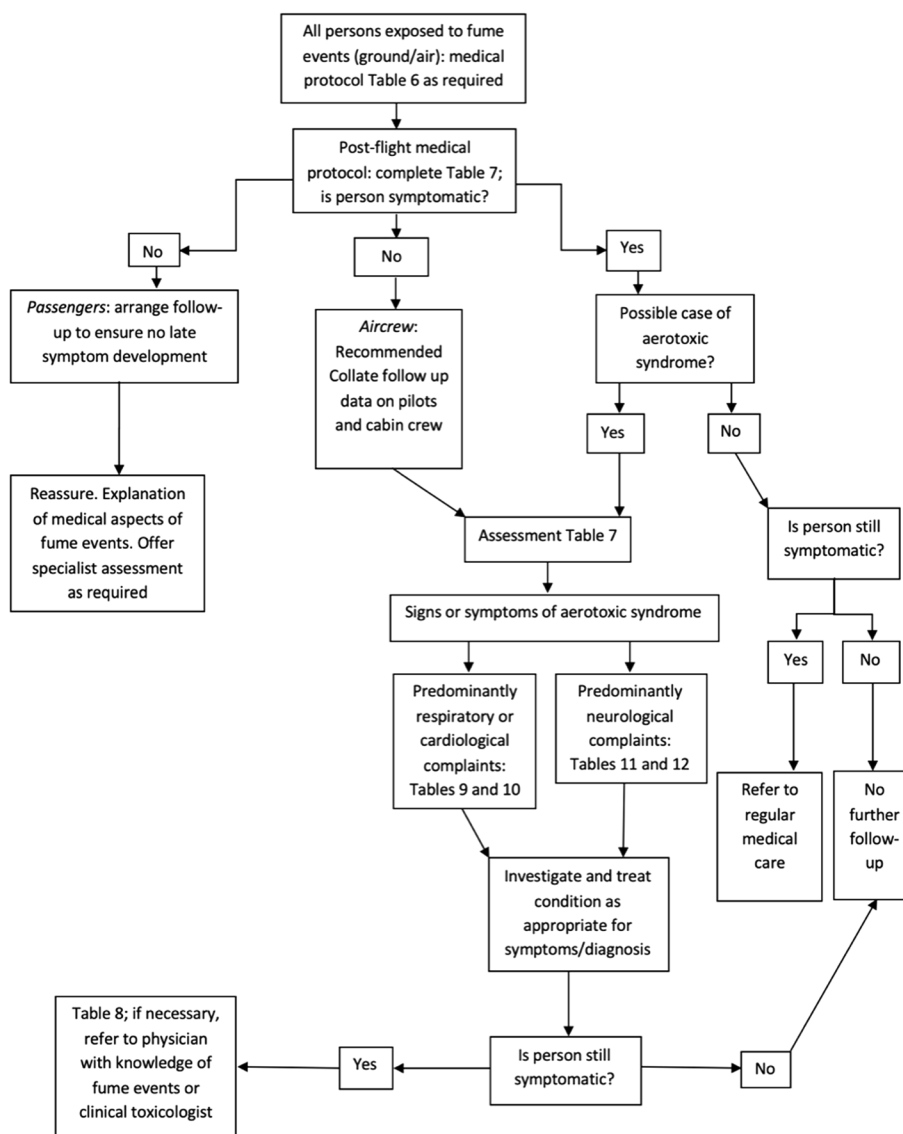 All persons exposed to fume
events (ground/air): medical
protocol Table 6 as required
Post-flight medical
protocol: complete Table 7;
is person symptomatic?
No
No
Yes
Passengers: arrange follow-
up to ensure no late
symptom development
Aircrew:
Recommended
Collate follow up
data on pilots
and cabin crew
Possible case of
aerotoxic
syndrome?
Yes
No
Reassure. Explanation
of medical aspects of
fume events. Offer
specialist assessment
as required
Assessment Table 7
Is person still
symptomatic?
Signs or symptoms of aerotoxic syndrome
Yes
No
Predominantly
respiratory or
cardiological
complaints:
Tables 9 and 10
Predominantly
neurological
complaints:
Tables 11 and 12
Refer to
regular
medical
care
No
further
follow-
up
Investigate and treat
condition as
appropriate for
symptoms/diagnosis
Table 8; if necessary,
refer to physician
with knowledge of
fume events or
clinical toxicologist
Yes
Is person still
symptomatic?
No